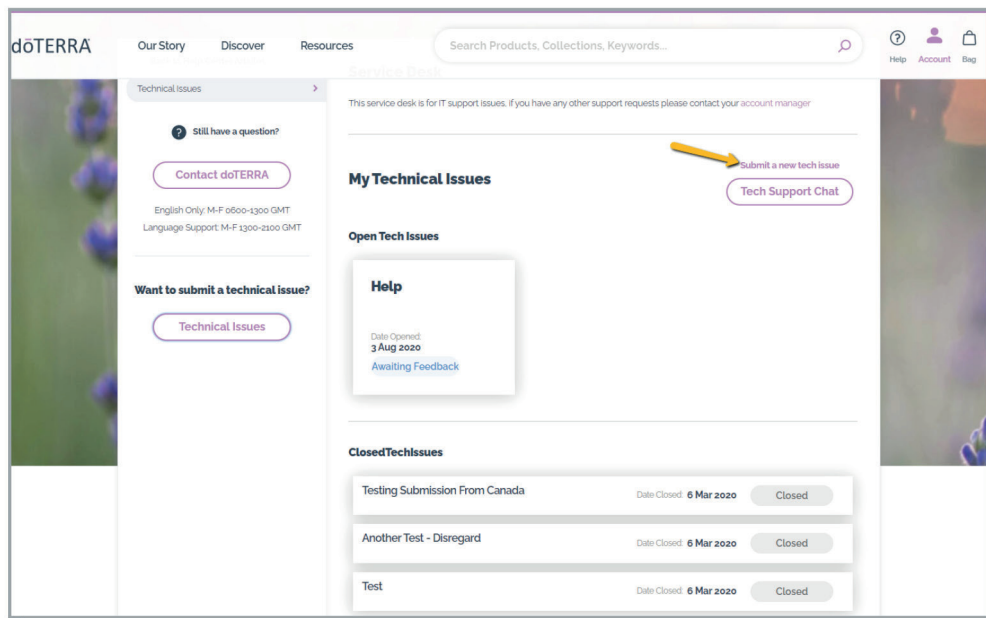 dōTERRA
Our Story
Discover
Resources
Search Products, Collections, Keywords...
Help
Account
Bag
Technical Issues
Still have a question?
Contact doTERRA
English Only: M-F 0600-1300 GMT
Language Support: M-F 1300-2100 GMT
Want to submit a technical issue?
Technical Issues
Service Desk
This service desk is for IT support issues. if you have any other support requests please contact your account manager
Submit a new tech issue
My Technical Issues
Tech Support Chat
Open Tech Issues
Help
Date Opened:
3 Aug 2020
Awaiting Feedback
ClosedTechIssues
Testing Submission From Canada
Date Closed: 6 Mar 2020
Closed
Another Test - Disregard
Date Closed: 6 Mar 2020
Closed
Test
Date Closed: 6 Mar 2020
Closed